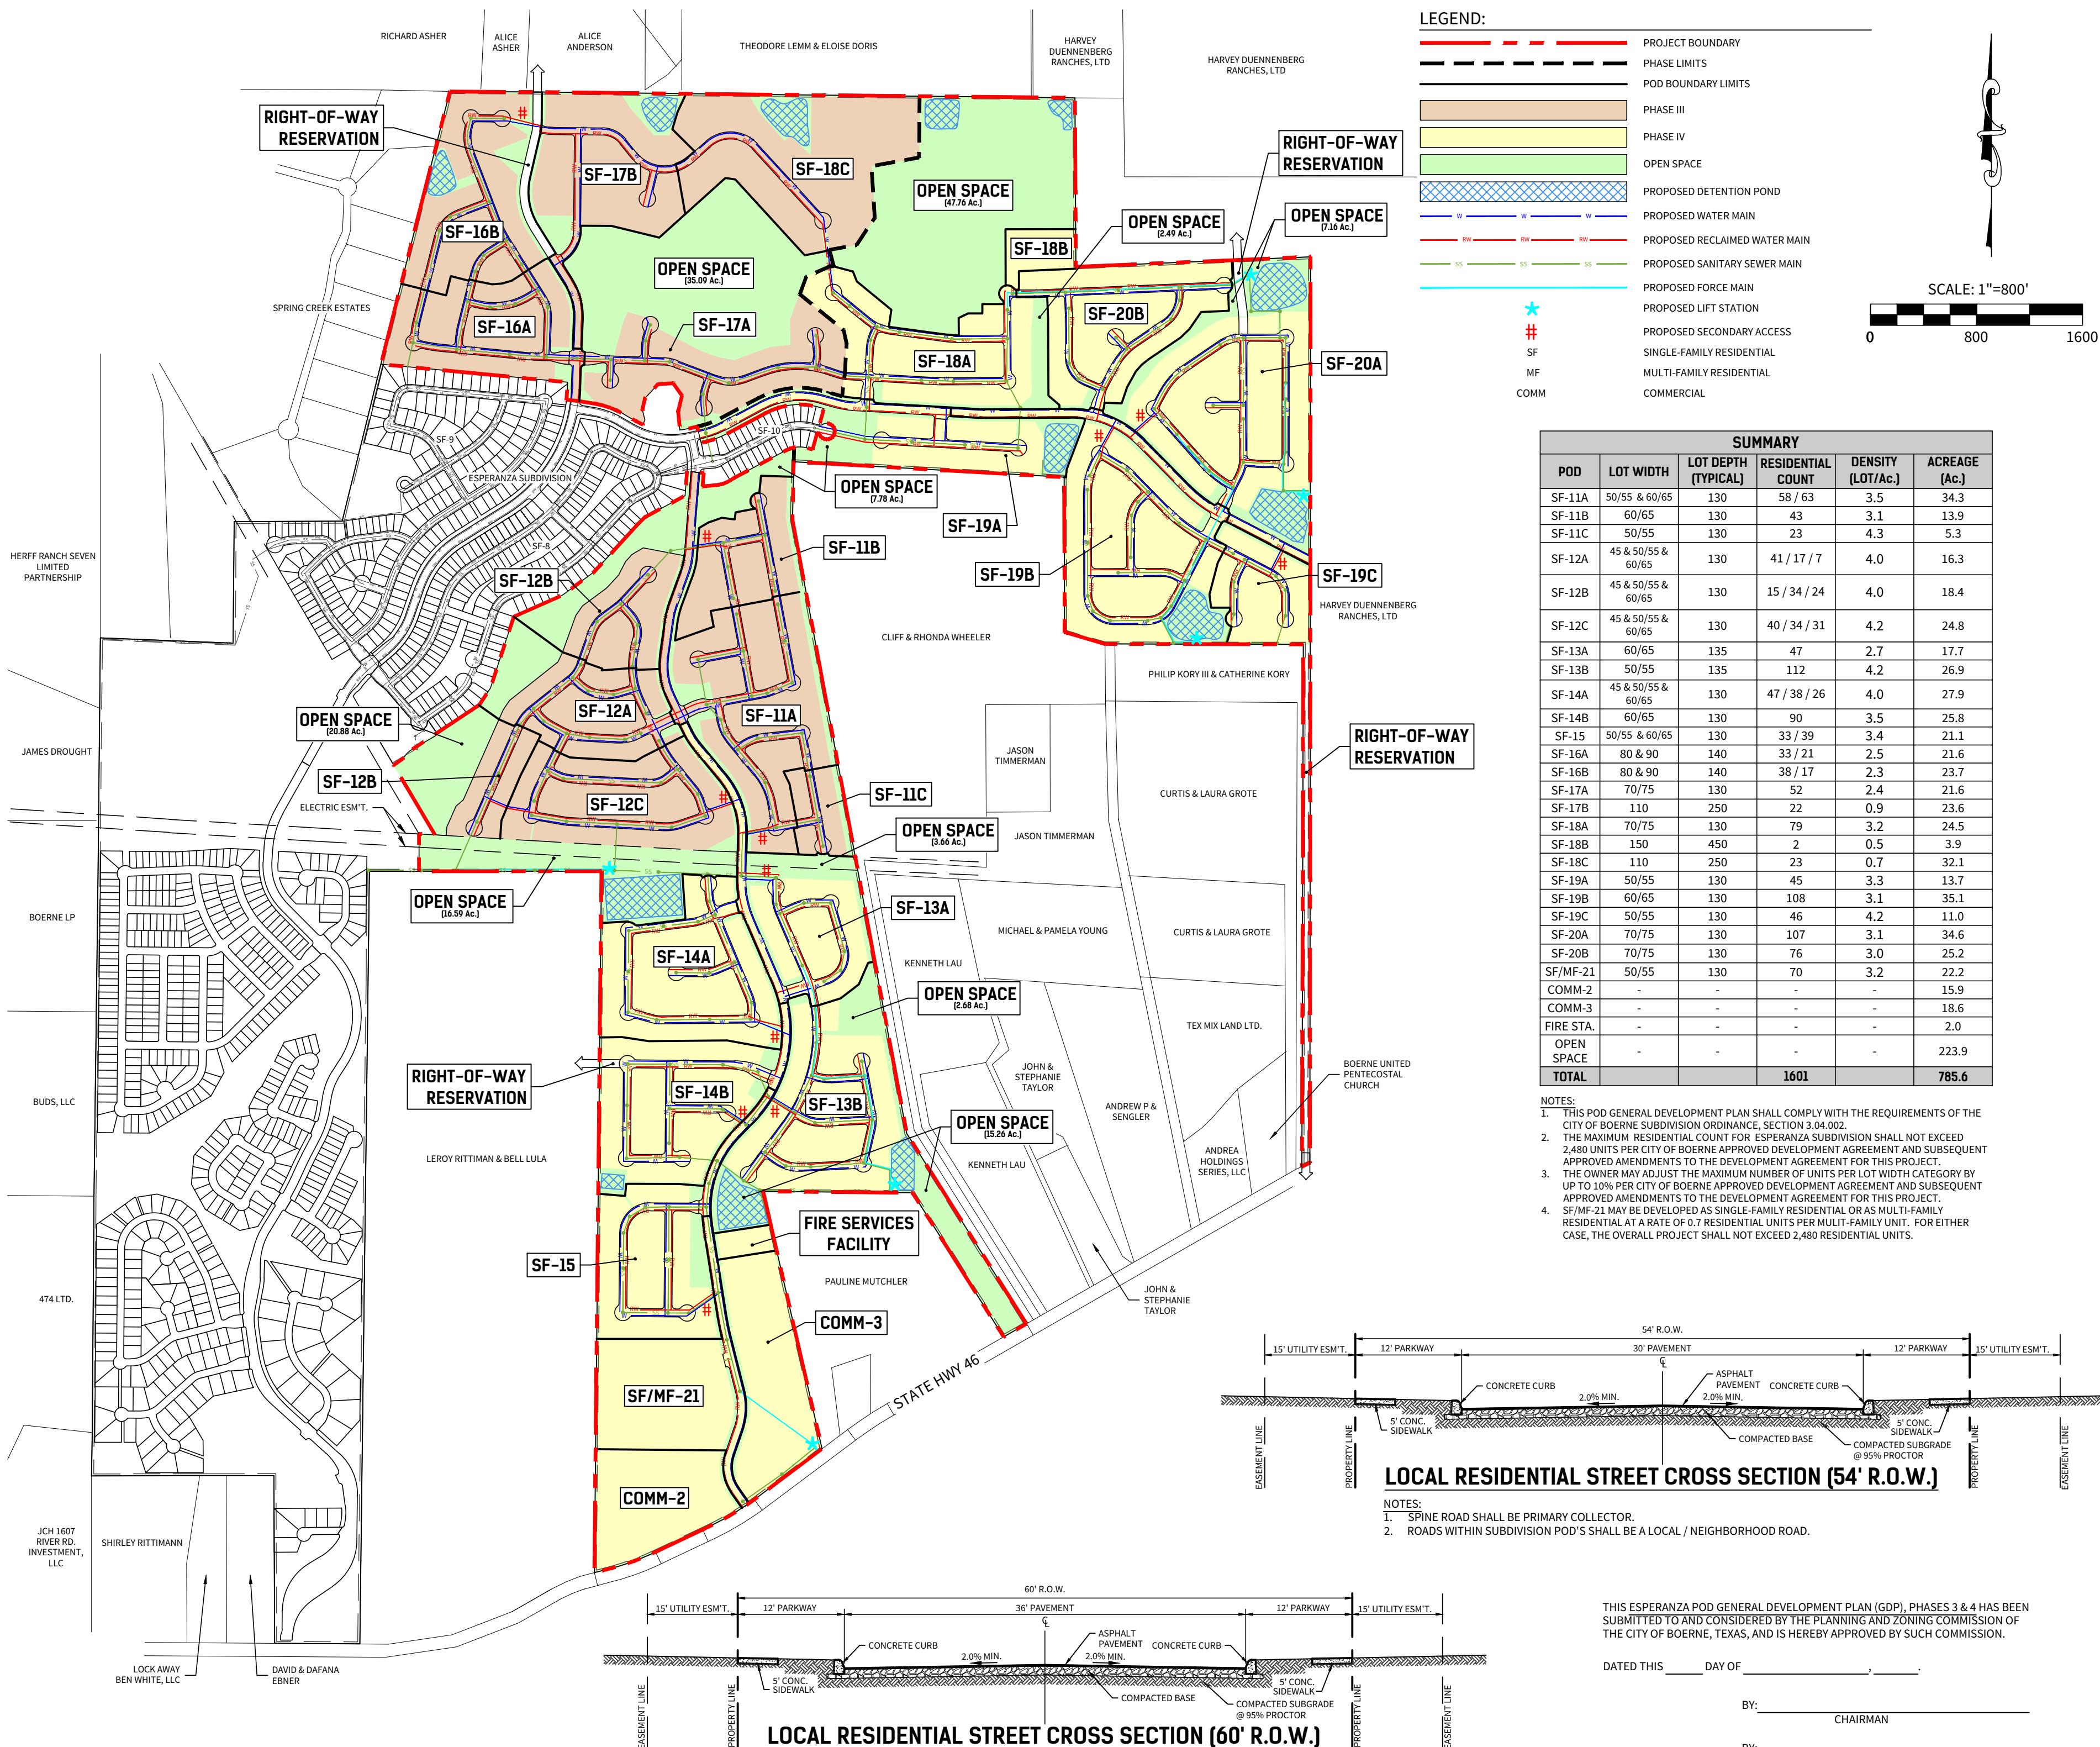 RICHARD ASHER
ALICE
ASHER
ALICE
ANDERSON
THEODORE LEMM & ELOISE DORIS
HARVEY
DUENNENBERG
RANCHES, LTD
HARVEY DUENNENBERG
RANCHES, LTD
RIGHT-OF-WAY
RESERVATION
SF-17B
SF-18C
OPEN SPACE
(47.76 Ac.)
RIGHT-OF-WAY
RESERVATION
OPEN SPACE
(2.49 Ac.)
OPEN SPACE
(7.16 Ac.)
SF-16B
SF-18B
OPEN SPACE
(35.09 Ac.)
SPRING CREEK ESTATES
SF-16A
SF-17A
SF-20B
SF-18A
SF-20A
SF-9
SF-10
ESPERANZA SUBDIVISION
OPEN SPACE
(7.78 Ac.)
SF-19A
SF-8
HERFF RANCH SEVEN
LIMITED
PARTNERSHIP
SF-11B
SF-12B
SF-19B
SF-19C
HARVEY DUENNENBERG
RANCHES, LTD
CLIFF & RHONDA WHEELER
PHILIP KORY III & CATHERINE KORY
OPEN SPACE
(20.88 Ac.)
SF-12A
SF-11A
JAMES DROUGHT
JASON
TIMMERMAN
RIGHT-OF-WAY
RESERVATION
SF-12B
ELECTRIC ESM'T.
SF-12C
SF-11C
CURTIS & LAURA GROTE
OPEN SPACE
(3.66 Ac.)
JASON TIMMERMAN
OPEN SPACE
(16.59 Ac.)
BOERNE LP
SF-13A
MICHAEL & PAMELA YOUNG
CURTIS & LAURA GROTE
SF-14A
KENNETH LAU
OPEN SPACE
(2.68 Ac.)
TEX MIX LAND LTD.
RIGHT-OF-WAY
RESERVATION
JOHN &
STEPHANIE
TAYLOR
BOERNE UNITED
PENTECOSTAL
CHURCH
BUDS, LLC
SF-14B
SF-13B
ANDREW P &
SENGLER
OPEN SPACE
(15.26 Ac.)
LEROY RITTIMAN & BELL LULA
KENNETH LAU
ANDREA
HOLDINGS
SERIES, LLC
FIRE SERVICES
FACILITY
SF-15
PAULINE MUTCHLER
474 LTD.
JOHN &
STEPHANIE
TAYLOR
COMM-3
STATE HWY 46
SF/MF-21
COMM-2
JCH 1607
RIVER RD.
INVESTMENT,
LLC
SHIRLEY RITTIMANN
LOCK AWAY
BEN WHITE, LLC
DAVID & DAFANA
EBNER
LEGEND:
PROJECT BOUNDARY
PHASE LIMITS
POD BOUNDARY LIMITS
PHASE III
PHASE IV
OPEN SPACE
PROPOSED DETENTION POND
W W W PROPOSED WATER MAIN
RW RW RW PROPOSED RECLAIMED WATER MAIN
SS SS SS PROPOSED SANITARY SEWER MAIN
PROPOSED FORCE MAIN
PROPOSED LIFT STATION
# PROPOSED SECONDARY ACCESS
SF SINGLE-FAMILY RESIDENTIAL
MF MULTI-FAMILY RESIDENTIAL
COMM COMMERCIAL
SCALE: 1"=800'
0 800 1600
SUMMARY
POD LOT WIDTH LOT DEPTH (TYPICAL) RESIDENTIAL COUNT DENSITY (LOT/Ac.) ACREAGE (Ac.)
SF-11A 50/55 & 60/65 130 58 / 63 3.5 34.3
SF-11B 60/65 130 43 3.1 13.9
SF-11C 50/55 130 23 4.3 5.3
SF-12A 45 & 50/55 & 60/65 130 41 / 17 / 7 4.0 16.3
SF-12B 45 & 50/55 & 60/65 130 15 / 34 / 24 4.0 18.4
SF-12C 45 & 50/55 & 60/65 130 40 / 34 / 31 4.2 24.8
SF-13A 60/65 135 47 2.7 17.7
SF-13B 50/55 135 112 4.2 26.9
SF-14A 45 & 50/55 & 60/65 130 47 / 38 / 26 4.0 27.9
SF-14B 60/65 130 90 3.5 25.8
SF-15 50/55 & 60/65 130 33 / 39 3.4 21.1
SF-16A 80 & 90 140 33 / 21 2.5 21.6
SF-16B 80 & 90 140 38 / 17 2.3 23.7
SF-17A 70/75 130 52 2.4 21.6
SF-17B 110 250 22 0.9 23.6
SF-18A 70/75 130 79 3.2 24.5
SF-18B 150 450 2 0.5 3.9
SF-18C 110 250 23 0.7 32.1
SF-19A 50/55 130 45 3.3 13.7
SF-19B 60/65 130 108 3.1 35.1
SF-19C 50/55 130 46 4.2 11.0
SF-20A 70/75 130 107 3.1 34.6
SF-20B 70/75 130 76 3.0 25.2
SF/MF-21 50/55 130 70 3.2 22.2
COMM-2 - - - - 15.9
COMM-3 - - - - 18.6
FIRE STA. - - - - 2.0
OPEN SPACE - - - - 223.9
TOTAL 1601 785.6
NOTES:
1. THIS POD GENERAL DEVELOPMENT PLAN SHALL COMPLY WITH THE REQUIREMENTS OF THE
CITY OF BOERNE SUBDIVISION ORDINANCE, SECTION 3.04.002.
2. THE MAXIMUM RESIDENTIAL COUNT FOR ESPERANZA SUBDIVISION SHALL NOT EXCEED
2,480 UNITS PER CITY OF BOERNE APPROVED DEVELOPMENT AGREEMENT AND SUBSEQUENT
APPROVED AMENDMENTS TO THE DEVELOPMENT AGREEMENT FOR THIS PROJECT.
3. THE OWNER MAY ADJUST THE MAXIMUM NUMBER OF UNITS PER LOT WIDTH CATEGORY BY
UP TO 10% PER CITY OF BOERNE APPROVED DEVELOPMENT AGREEMENT AND SUBSEQUENT
APPROVED AMENDMENTS TO THE DEVELOPMENT AGREEMENT FOR THIS PROJECT.
4. SF/MF-21 MAY BE DEVELOPED AS SINGLE-FAMILY RESIDENTIAL OR AS MULTI-FAMILY
RESIDENTIAL AT A RATE OF 0.7 RESIDENTIAL UNITS PER MULIT-FAMILY UNIT. FOR EITHER
CASE, THE OVERALL PROJECT SHALL NOT EXCEED 2,480 RESIDENTIAL UNITS.
54' R.O.W.
15' UTILITY ESM'T. 12' PARKWAY 30' PAVEMENT 12' PARKWAY 15' UTILITY ESM'T.
CONCRETE CURB
ASPHALT
PAVEMENT
CONCRETE CURB
2.0% MIN. 2.0% MIN.
5' CONC.
SIDEWALK
5' CONC.
SIDEWALK
COMPACTED BASE
COMPACTED SUBGRADE
@ 95% PROCTOR
EASEMENT LINE
PROPERTY LINE
PROPERTY LINE
EASEMENT LINE
LOCAL RESIDENTIAL STREET CROSS SECTION (54' R.O.W.)
NOTES:
1. SPINE ROAD SHALL BE PRIMARY COLLECTOR.
2. ROADS WITHIN SUBDIVISION POD'S SHALL BE A LOCAL / NEIGHBORHOOD ROAD.
60' R.O.W.
15' UTILITY ESM'T. 12' PARKWAY 36' PAVEMENT 12' PARKWAY 15' UTILITY ESM'T.
CONCRETE CURB
ASPHALT
PAVEMENT
CONCRETE CURB
2.0% MIN. 2.0% MIN.
5' CONC.
SIDEWALK
5' CONC.
SIDEWALK
COMPACTED BASE
COMPACTED SUBGRADE
@ 95% PROCTOR
EASEMENT LINE
PROPERTY LINE
PROPERTY LINE
EASEMENT LINE
LOCAL RESIDENTIAL STREET CROSS SECTION (60' R.O.W.)
THIS ESPERANZA POD GENERAL DEVELOPMENT PLAN (GDP), PHASES 3 & 4 HAS BEEN
SUBMITTED TO AND CONSIDERED BY THE PLANNING AND ZONING COMMISSION OF
THE CITY OF BOERNE, TEXAS, AND IS HEREBY APPROVED BY SUCH COMMISSION.
DATED THIS ____ DAY OF ____, ____.
BY:
CHAIRMAN